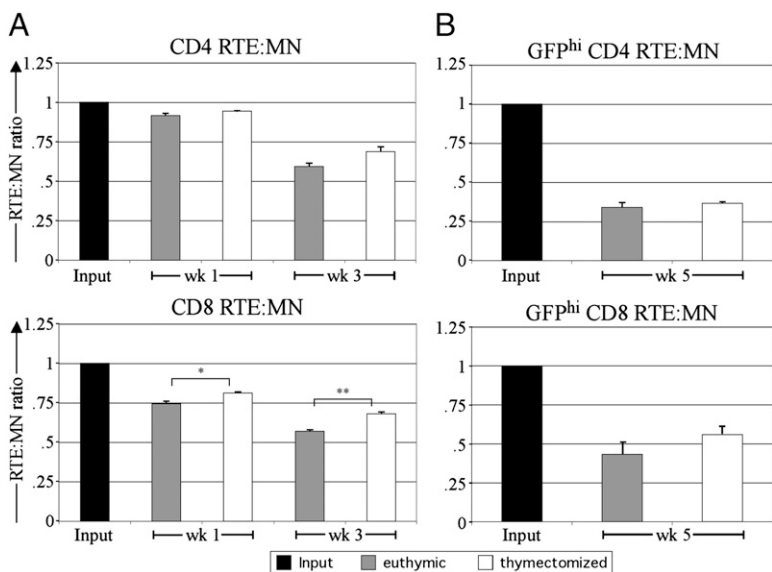 A
CD4 RTE:MN
RTE:MN ratio
1.25
1
.75
.5
.25
0
Input
wk 1
wk 3
CD8 RTE:MN
RTE:MN ratio
1.25
1
.75
.5
.25
0
*
**
Input
wk 1
wk 3
B
GFPhi CD4 RTE:MN
1.25
1
.75
.5
0.25
0
Input
wk 5
GFPhi CD8 RTE:MN
1.25
1
.75
.5
.25
0
Input
wk 5
Input euthymic thymectomized